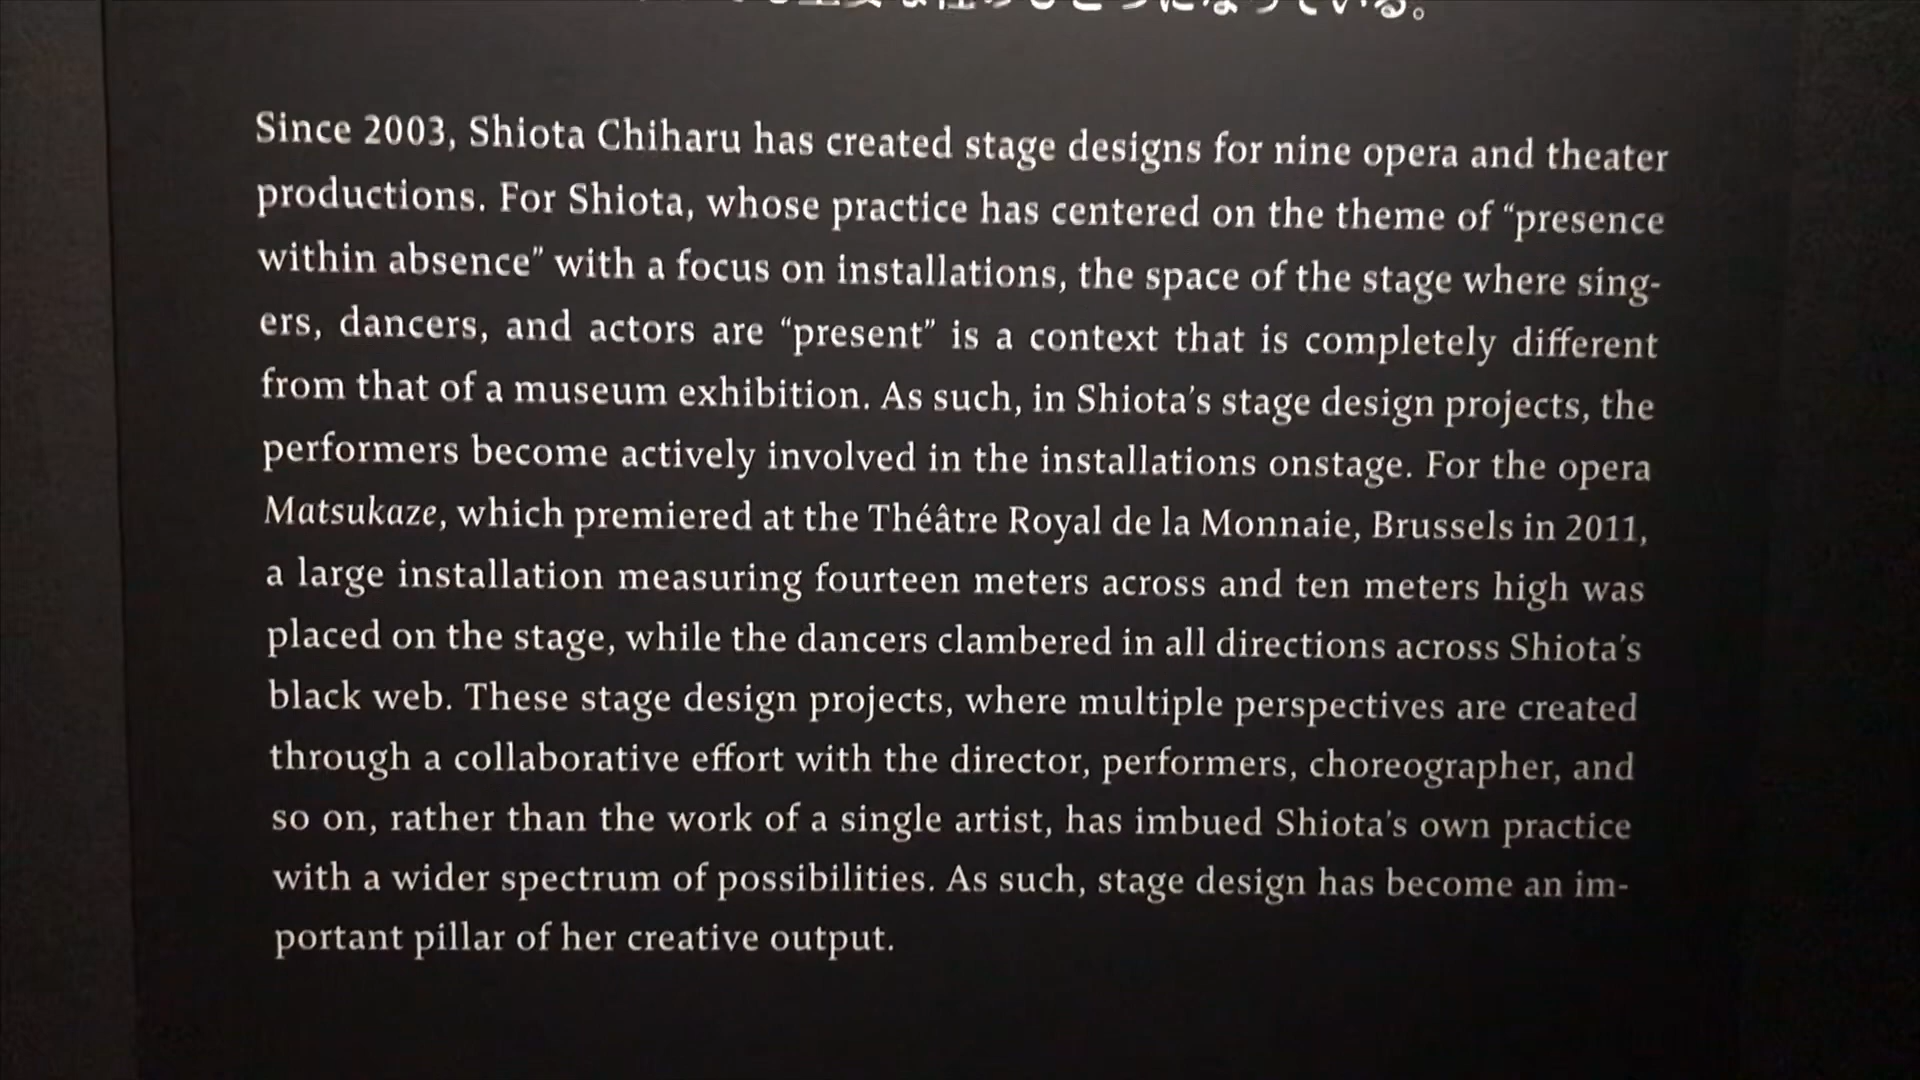 になっている。
Since 2003, Shiota Chiharu has created stage designs for nine opera and theater
productions. For Shiota, whose practice has centered on the theme of “presence
within absence” with a focus on installations, the space of the stage where sing-
ers, dancers, and actors are “present” is a context that is completely different
from that of a museum exhibition. As such, in Shiota’s stage design projects, the
performers become actively involved in the installations onstage. For the opera
Matsukaze, which premiered at the Théâtre Royal de la Monnaie, Brussels in 2011,
a large installation measuring fourteen meters across and ten meters high was
placed on the stage, while the dancers clambered in all directions across Shiota’s
black web. These stage design projects, where multiple perspectives are created
through a collaborative effort with the director, performers, choreographer, and
so on, rather than the work of a single artist, has imbued Shiota’s own practice
with a wider spectrum of possibilities. As such, stage design has become an im-
portant pillar of her creative output.